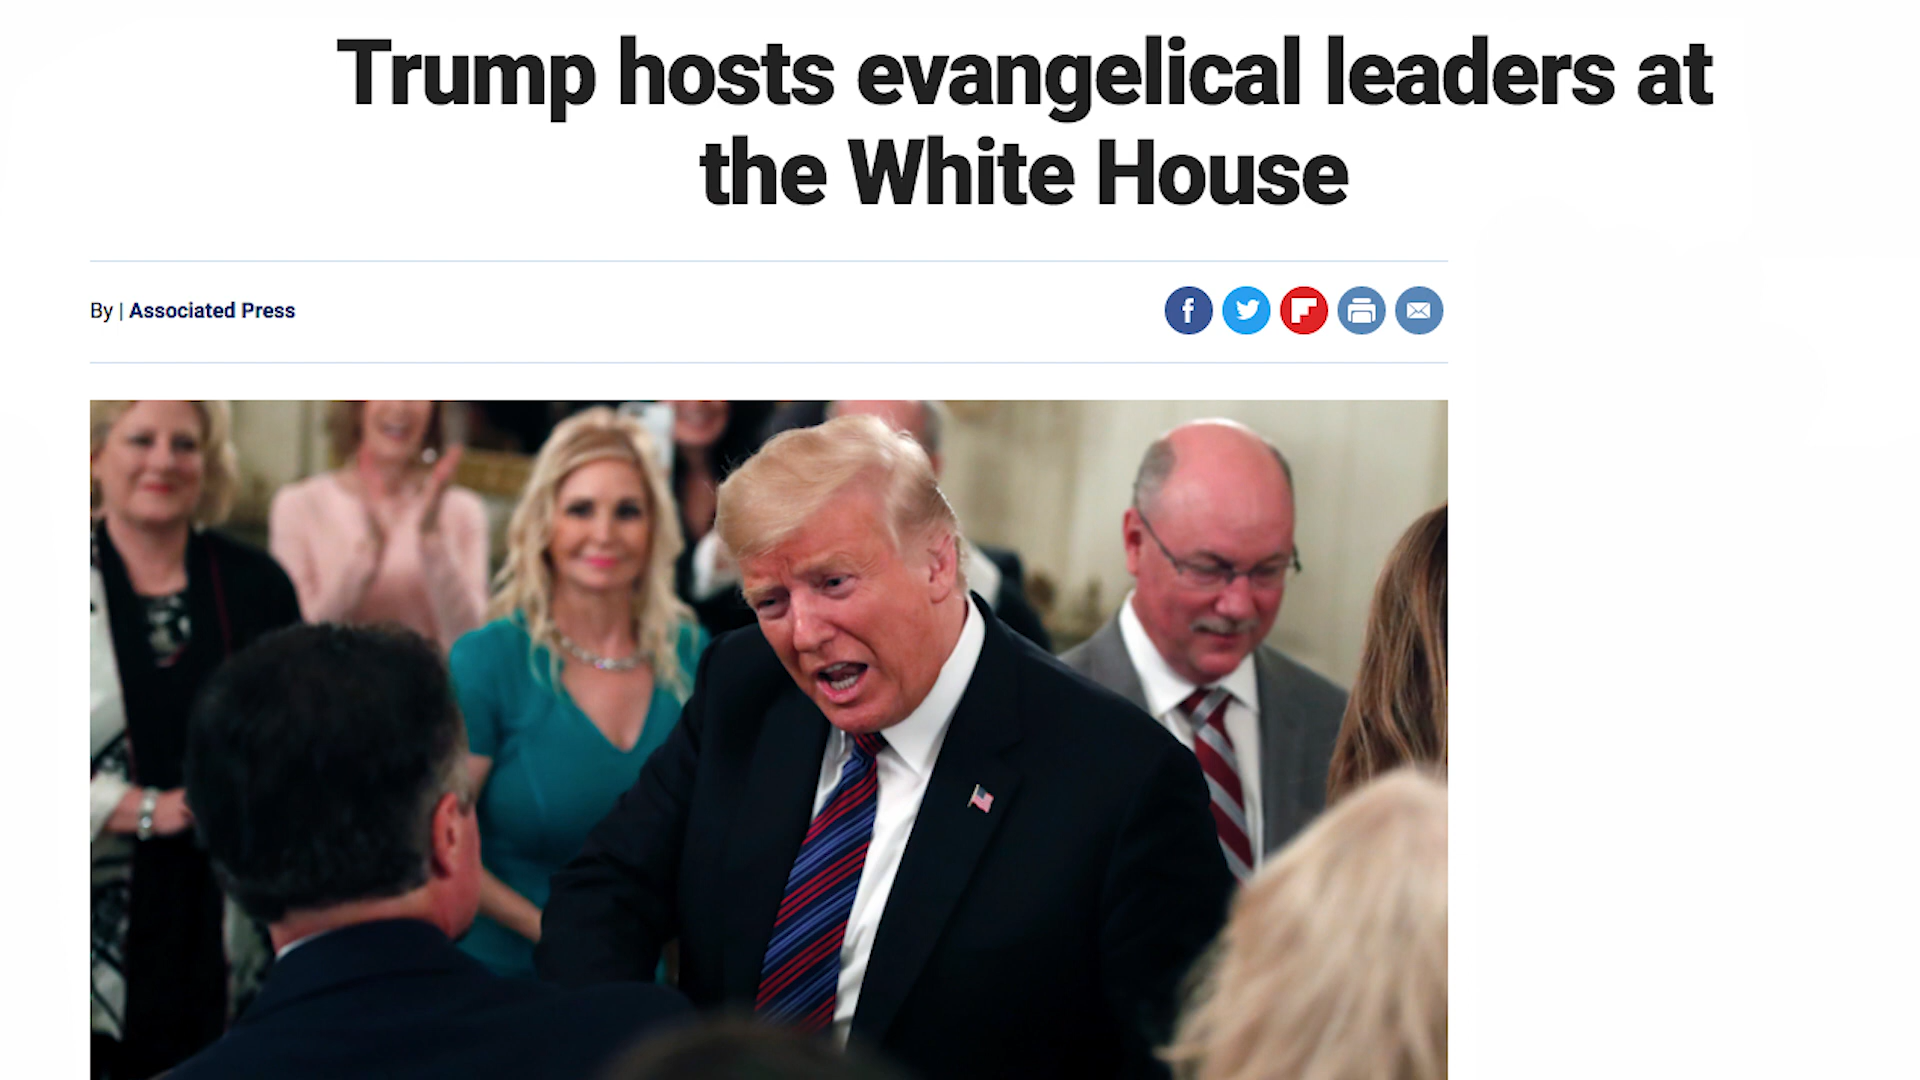 Trump hosts evangelical leaders at
the White House
By | Associated Press